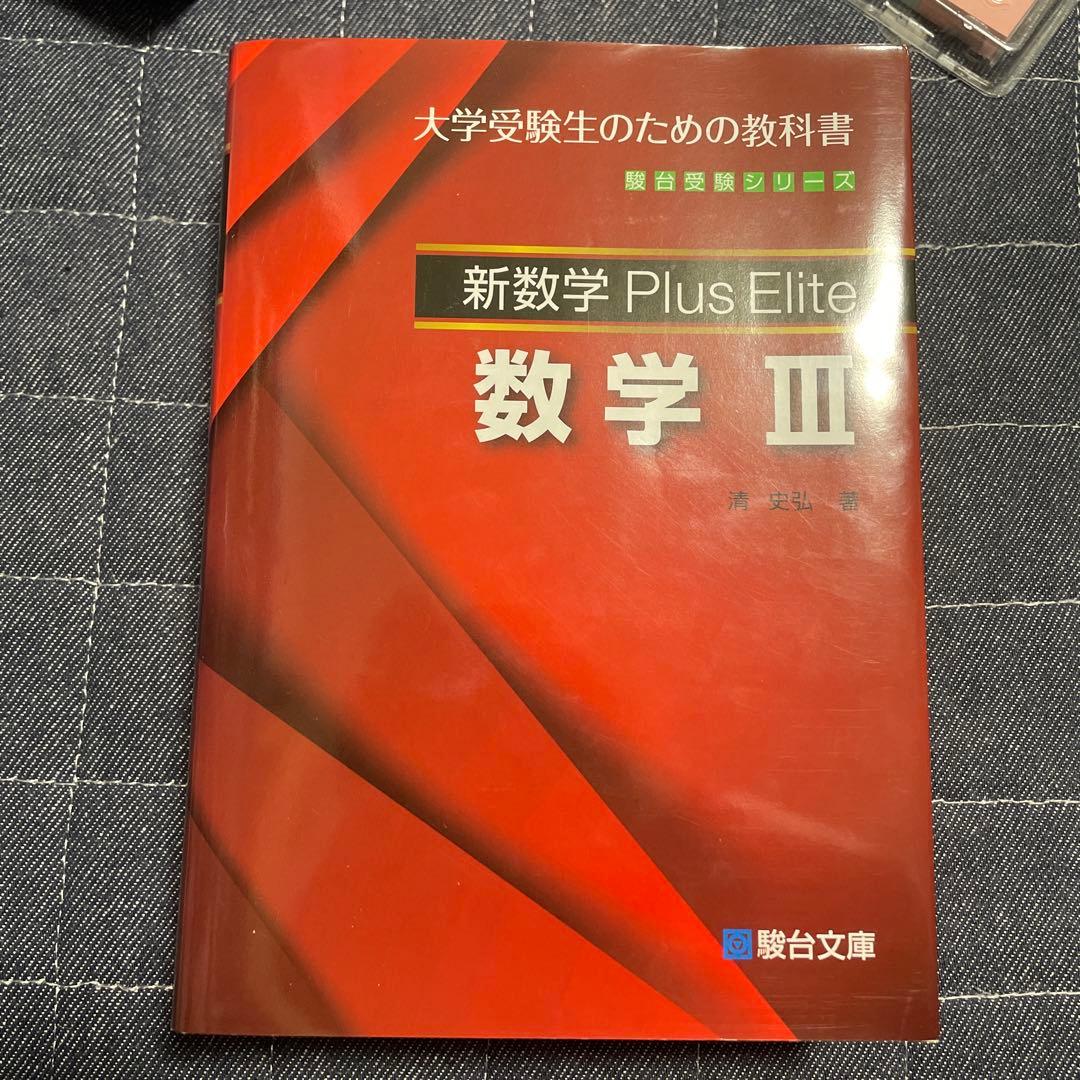 大学受験生のための教科書
駿台受験シリーズ
新数学 Plus Elite
数学 III
清 史弘 著
駿台文庫